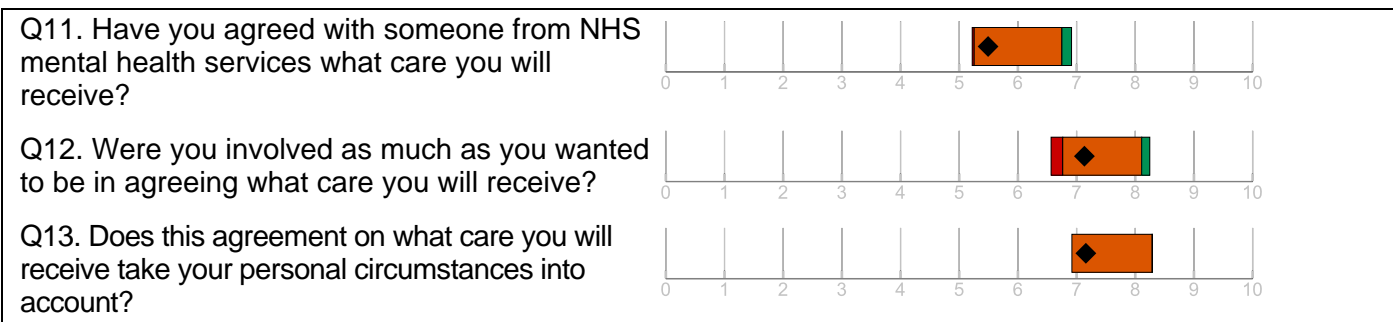 Q11. Have you agreed with someone from NHS
mental health services what care you will
receive?
0 1 2 3 4 5 6 7 8 9 10
Q12. Were you involved as much as you wanted
to be in agreeing what care you will receive?
0 1 2 3 4 5 6 7 8 9 10
Q13. Does this agreement on what care you will
receive take your personal circumstances into
account?
0 1 2 3 4 5 6 7 8 9 10